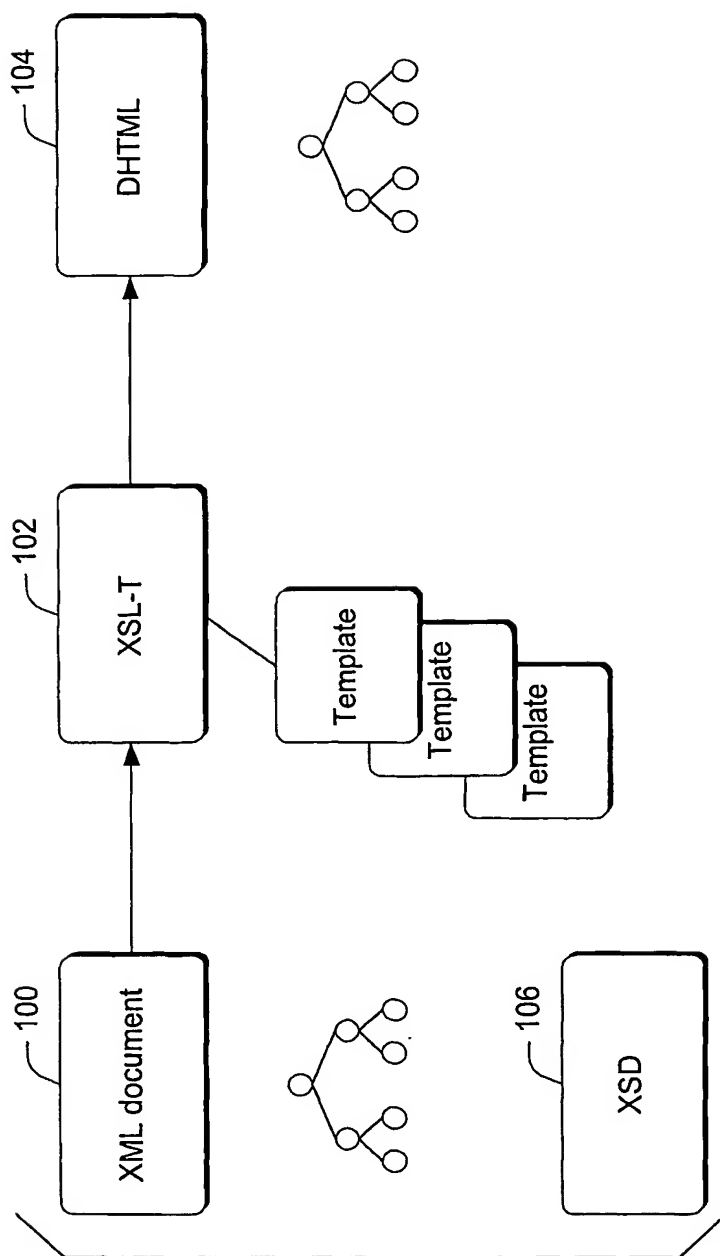 100
XML document
102
XSL-T
104
DHTML
Template
Template
Template
106
XSD